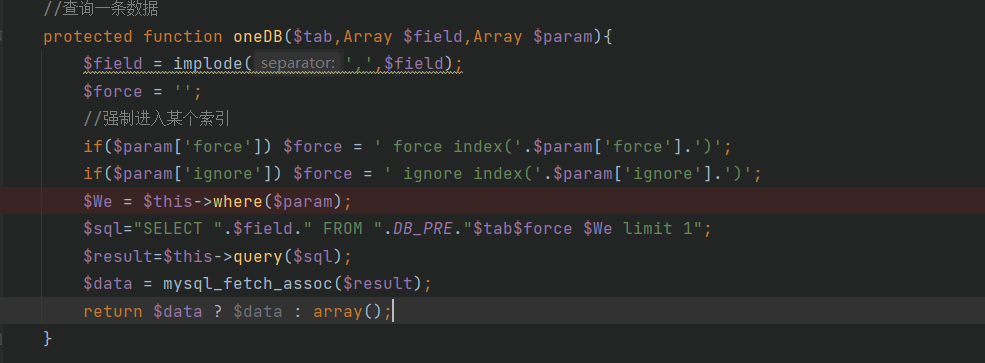 //查询一条数据
protected function oneDB($tab,Array $field,Array $param){
$field = implode( separator: ',',$field);
$force = '';
//强制进入某个索引
if($param['force']) $force = ' force index('.$param['force'].')';
if($param['ignore']) $force = ' ignore index('.$param['ignore'].')';
$We = $this->where($param);
$sql="SELECT ".$field." FROM ".DB_PRE."$tab$force $We limit 1";
$result=$this->query($sql);
$data = mysql_fetch_assoc($result);
return $data ? $data : array();
}